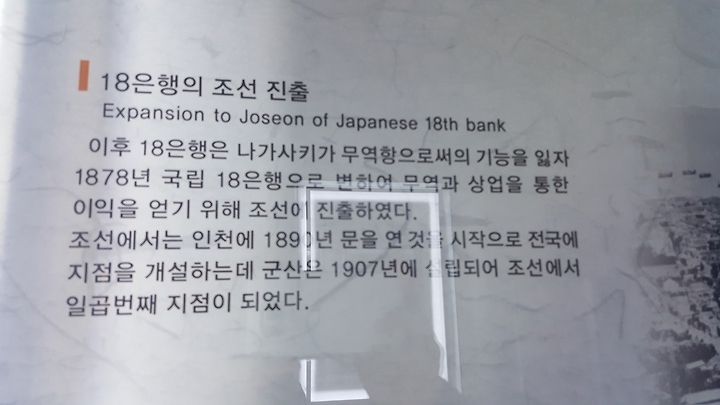 18은행의 조선 진출
Expansion to Joseon of Japanese 18th bank
이후 18은행은 나가사키가 무역항으로써의 기능을 잃자
1878년 국립 18은행으로 변하여 무역과 상업을 통한
이익을 얻기 위해 조선에 진출하였다.
조선에서는 인천에 1890년 문을 연 것을 시작으로 전국에
지점을 개설하는데 군산은 1907년에 설립되어 조선에서
일곱번째 지점이 되었다.